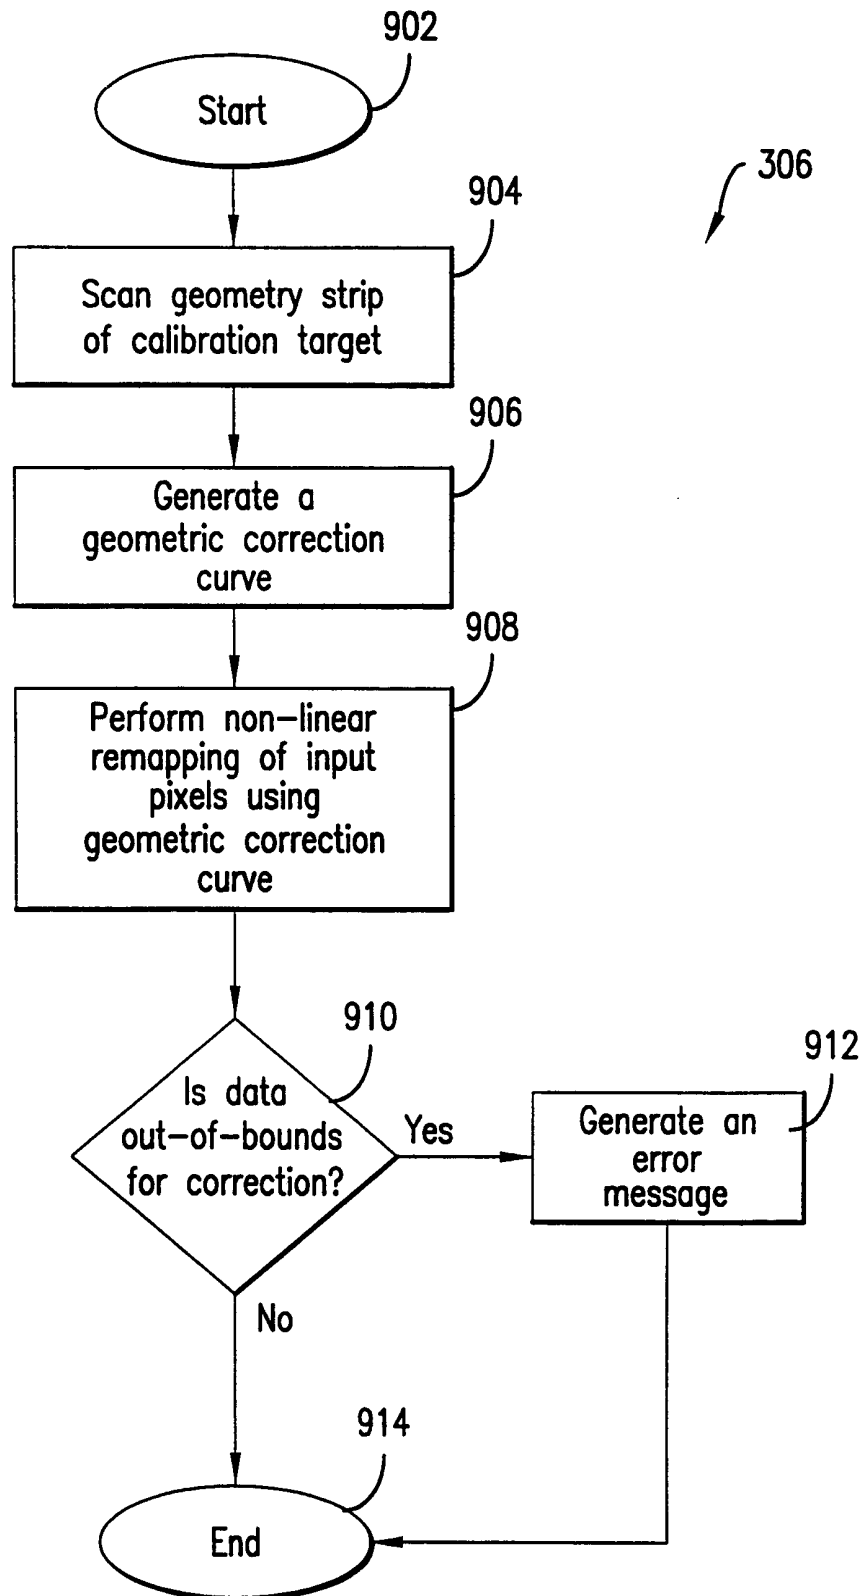 902
Start
306
904
Scan geometry strip
of calibration target
906
Generate a
geometric correction
curve
908
Perform non-linear
remapping of input
pixels using
geometric correction
curve
910
Is data
out-of-bounds
for correction?
Yes
912
Generate an
error
message
No
914
End